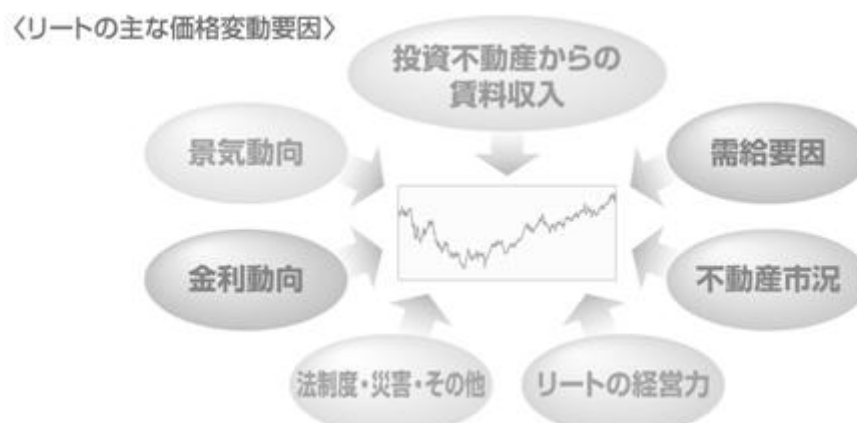 〈リートの主な価格変動要因〉
投資不動産からの
賃料収入
景気動向
需給要因
金利動向
不動産市況
法制度・災害・その他
リートの経営力